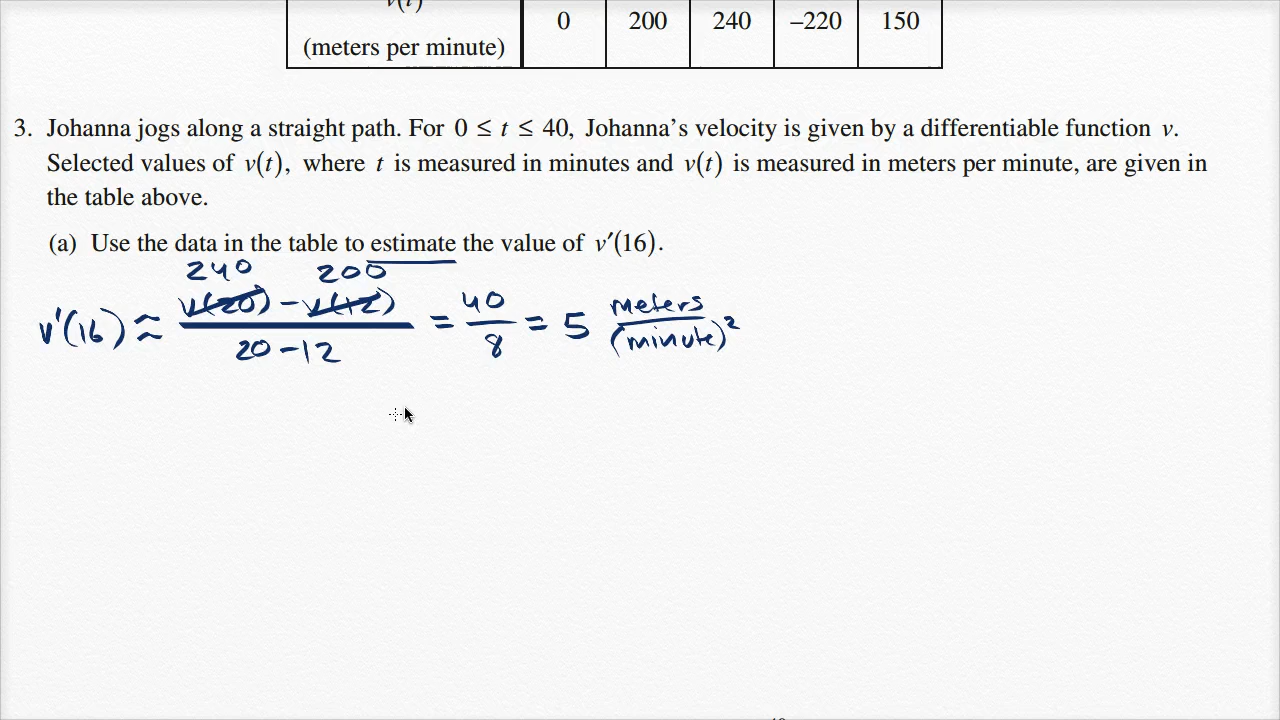 v(t)
(meters per minute) 0 200 240 –220 150
3. Johanna jogs along a straight path. For 0 ≤ t ≤ 40, Johanna’s velocity is given by a differentiable function v.
Selected values of v(t), where t is measured in minutes and v(t) is measured in meters per minute, are given in
the table above.
(a) Use the data in the table to estimate the value of v′(16).
240 200
v'(16) ≈ v(20) - v(12) / 20-12 = 40/8 = 5 meters/(minute)²